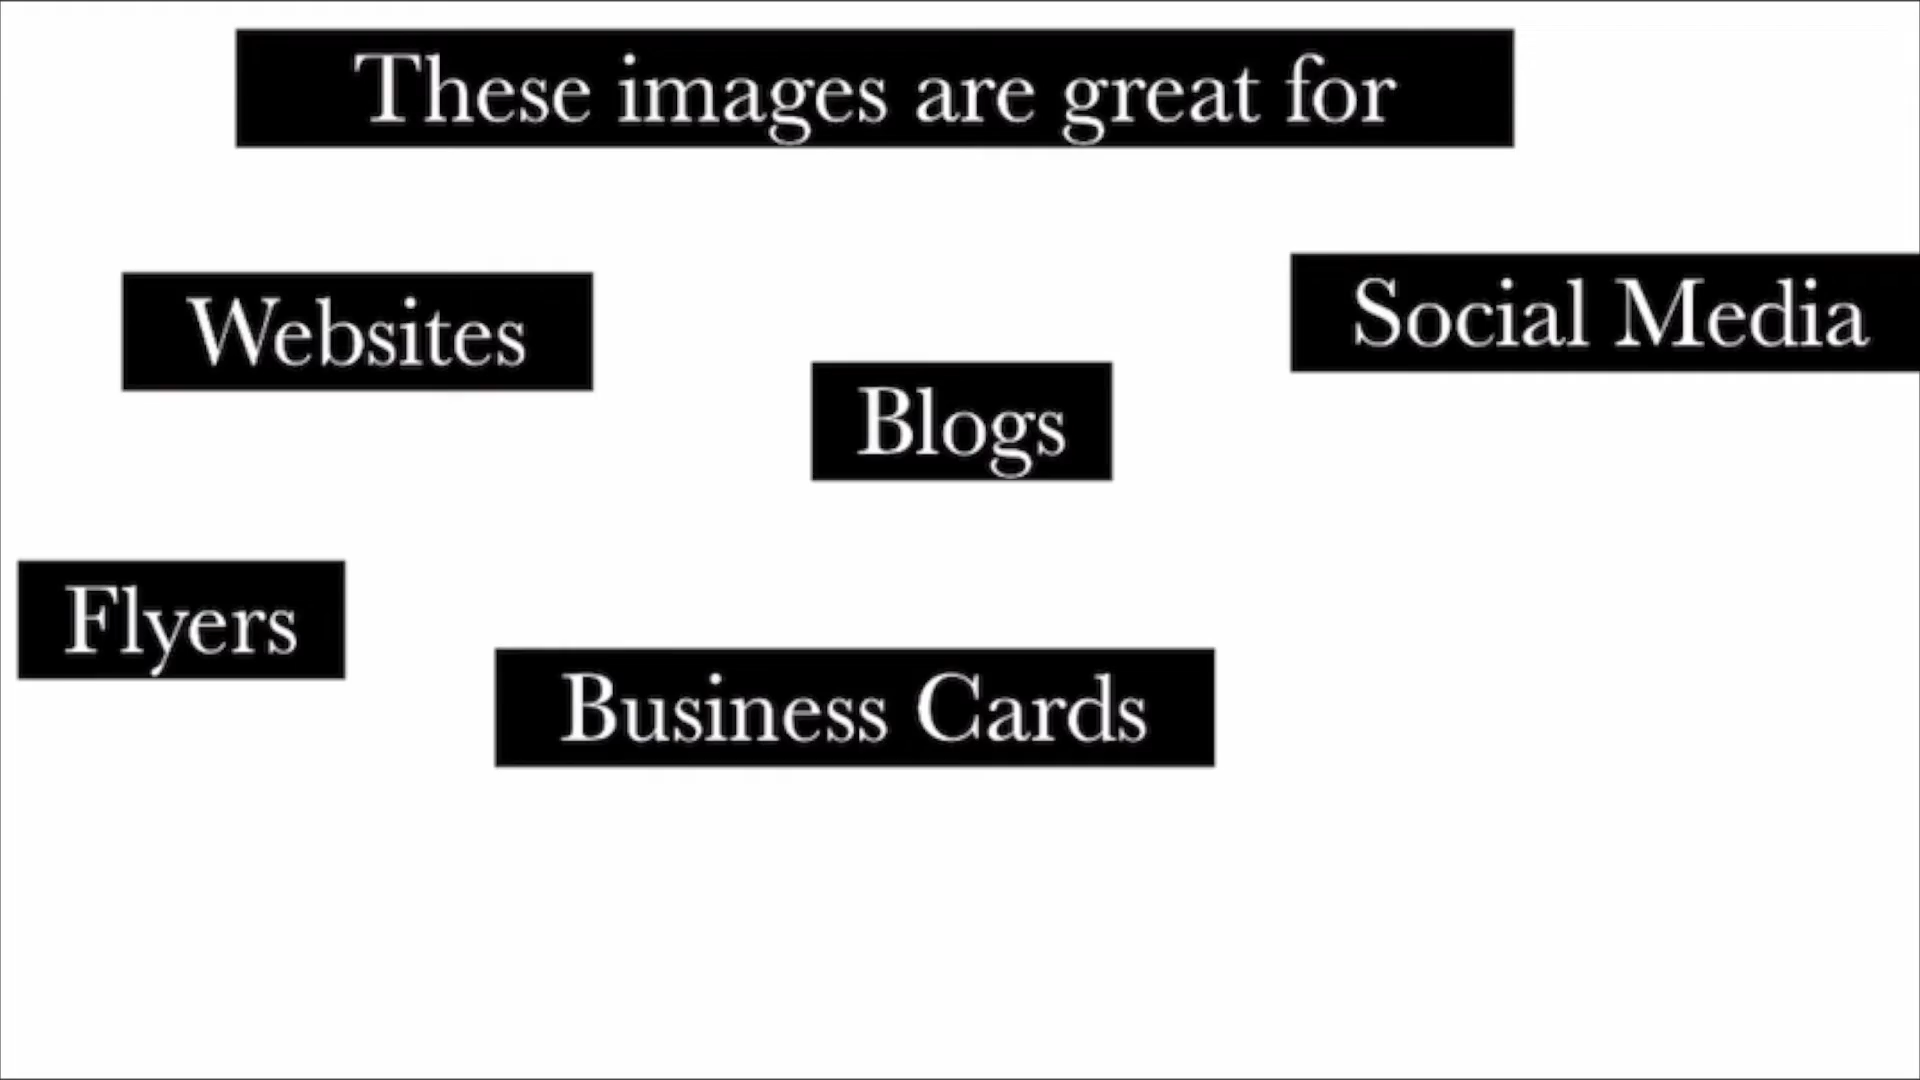 These images are great for
Websites
Social Media
Blogs
Flyers
Business Cards